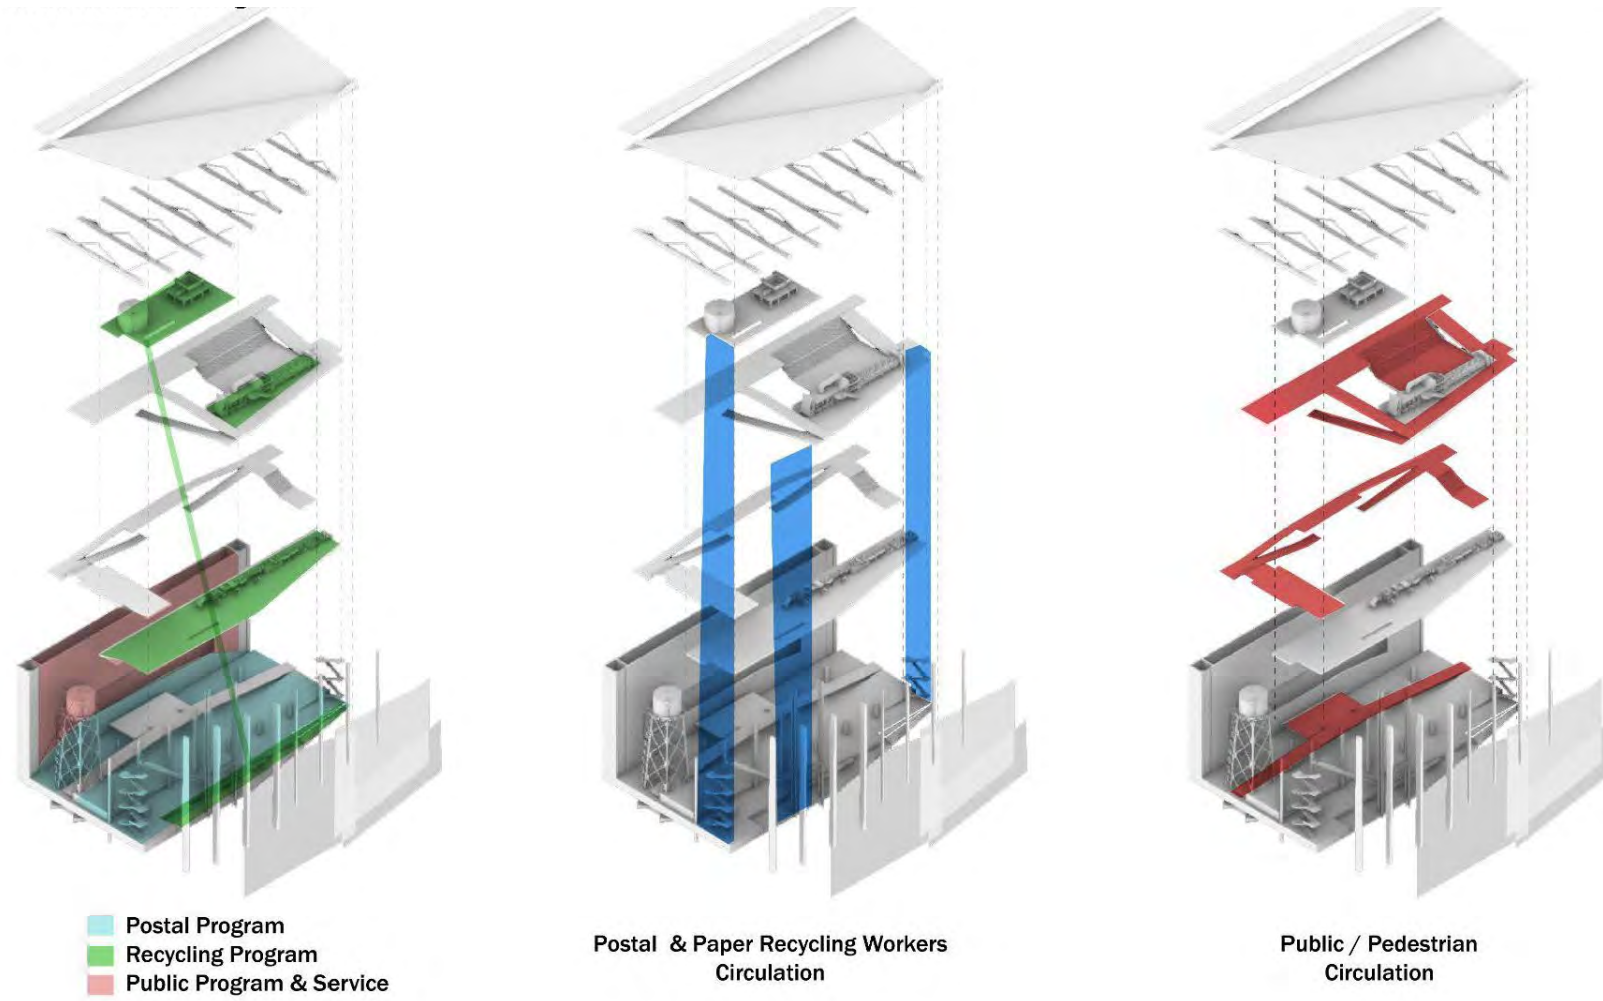 Postal Program
Recycling Program
Public Program & Service
Postal & Paper Recycling Workers
Circulation
Public / Pedestrian
Circulation